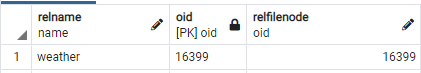 relname oid relfilenode
name [PK] oid oid
1 weather 16399 16399